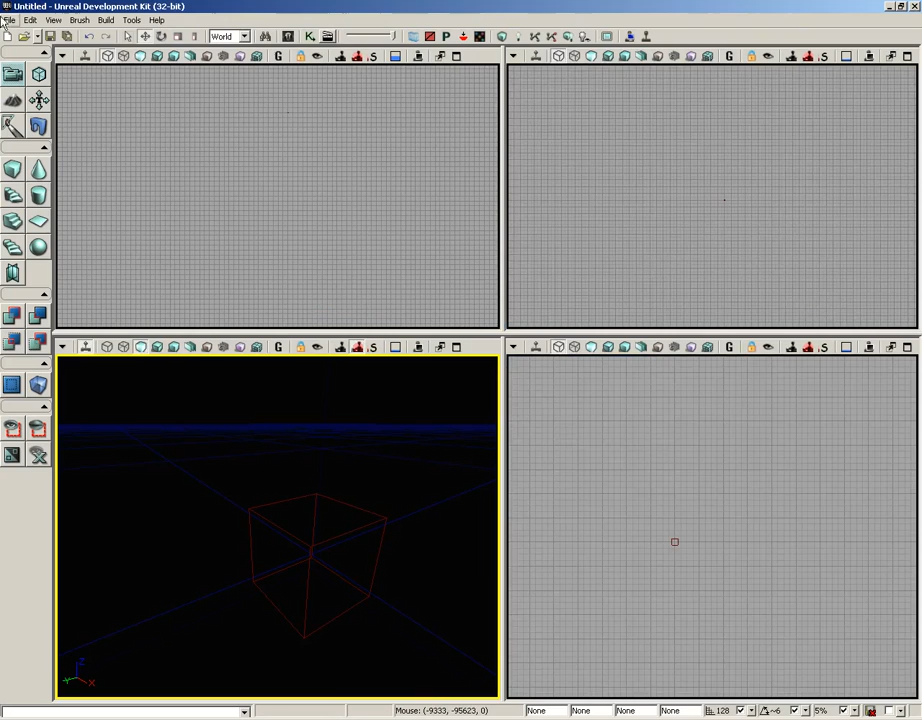 Untitled - Unreal Development Kit (32-bit)
File Edit View Brush Build Tools Help
World K P
G S
G S
G S
G S
Z
Y X
Mouse: (-9333, -95623, 0) None None None None 128 ~6 5%